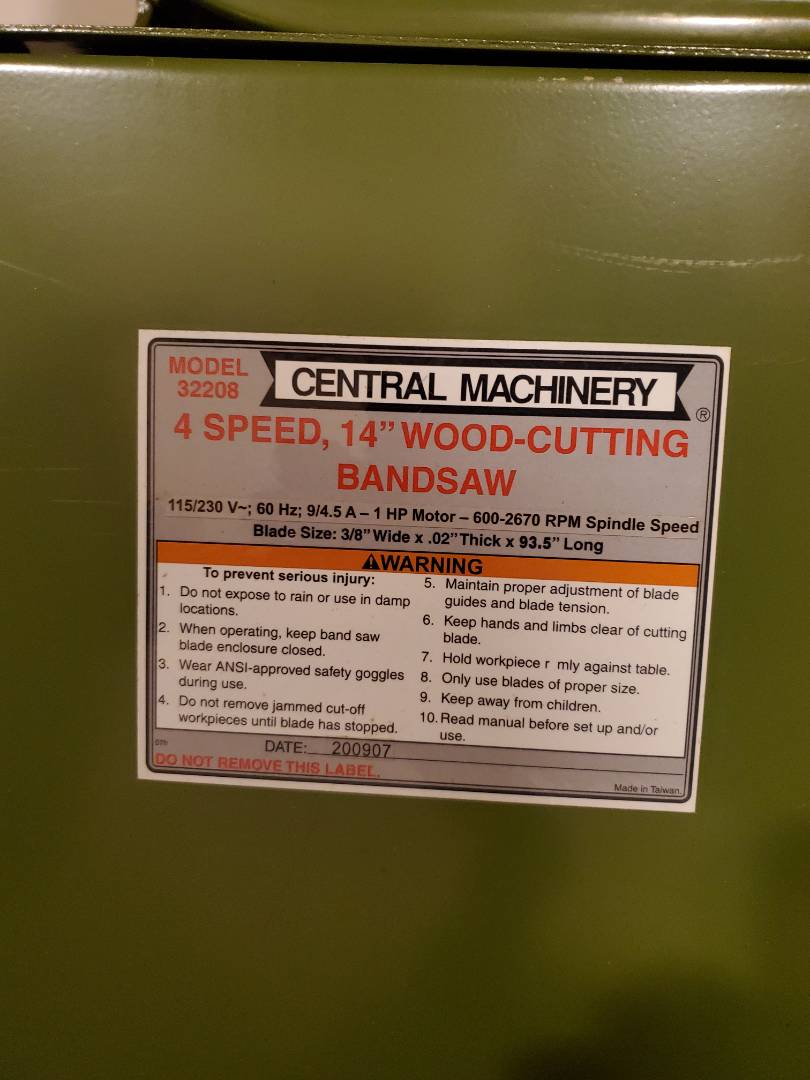 MODEL
32208
CENTRAL MACHINERY
®
4 SPEED, 14” WOOD-CUTTING
BANDSAW
115/230 V~; 60 Hz; 9/4.5 A – 1 HP Motor – 600-2670 RPM Spindle Speed
Blade Size: 3/8” Wide x .02” Thick x 93.5” Long
⚠WARNING
To prevent serious injury:
1. Do not expose to rain or use in damp
locations.
2. When operating, keep band saw
blade enclosure closed.
3. Wear ANSI-approved safety goggles
during use.
4. Do not remove jammed cut-off
workpieces until blade has stopped.
5. Maintain proper adjustment of blade
guides and blade tension.
6. Keep hands and limbs clear of cutting
blade.
7. Hold workpiece r mly against table.
8. Only use blades of proper size.
9. Keep away from children.
10. Read manual before set up and/or
use.
DATE: 200907
DO NOT REMOVE THIS LABEL.
Made in Taiwan.